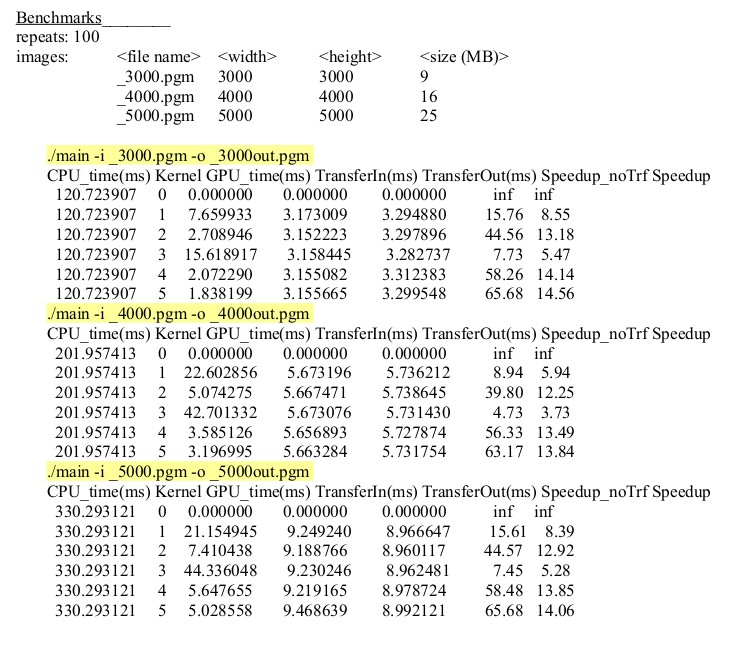 Benchmarks________
repeats: 100
images: <file name> <width> <height> <size (MB)>
_3000.pgm 3000 3000 9
_4000.pgm 4000 4000 16
_5000.pgm 5000 5000 25
./main -i _3000.pgm -o _3000out.pgm
CPU_time(ms) Kernel GPU_time(ms) TransferIn(ms) TransferOut(ms) Speedup_noTrf Speedup
120.723907 0 0.000000 0.000000 0.000000 inf inf
120.723907 1 7.659933 3.173009 3.294880 15.76 8.55
120.723907 2 2.708946 3.152223 3.297896 44.56 13.18
120.723907 3 15.618917 3.158445 3.282737 7.73 5.47
120.723907 4 2.072290 3.155082 3.312383 58.26 14.14
120.723907 5 1.838199 3.155665 3.299548 65.68 14.56
./main -i _4000.pgm -o _4000out.pgm
CPU_time(ms) Kernel GPU_time(ms) TransferIn(ms) TransferOut(ms) Speedup_noTrf Speedup
201.957413 0 0.000000 0.000000 0.000000 inf inf
201.957413 1 22.602856 5.673196 5.736212 8.94 5.94
201.957413 2 5.074275 5.667471 5.738645 39.80 12.25
201.957413 3 42.701332 5.673076 5.731430 4.73 3.73
201.957413 4 3.585126 5.656893 5.727874 56.33 13.49
201.957413 5 3.196995 5.663284 5.731754 63.17 13.84
./main -i _5000.pgm -o _5000out.pgm
CPU_time(ms) Kernel GPU_time(ms) TransferIn(ms) TransferOut(ms) Speedup_noTrf Speedup
330.293121 0 0.000000 0.000000 0.000000 inf inf
330.293121 1 21.154945 9.249240 8.966647 15.61 8.39
330.293121 2 7.410438 9.188766 8.960117 44.57 12.92
330.293121 3 44.336048 9.230246 8.962481 7.45 5.28
330.293121 4 5.647655 9.219165 8.978724 58.48 13.85
330.293121 5 5.028558 9.468639 8.992121 65.68 14.06